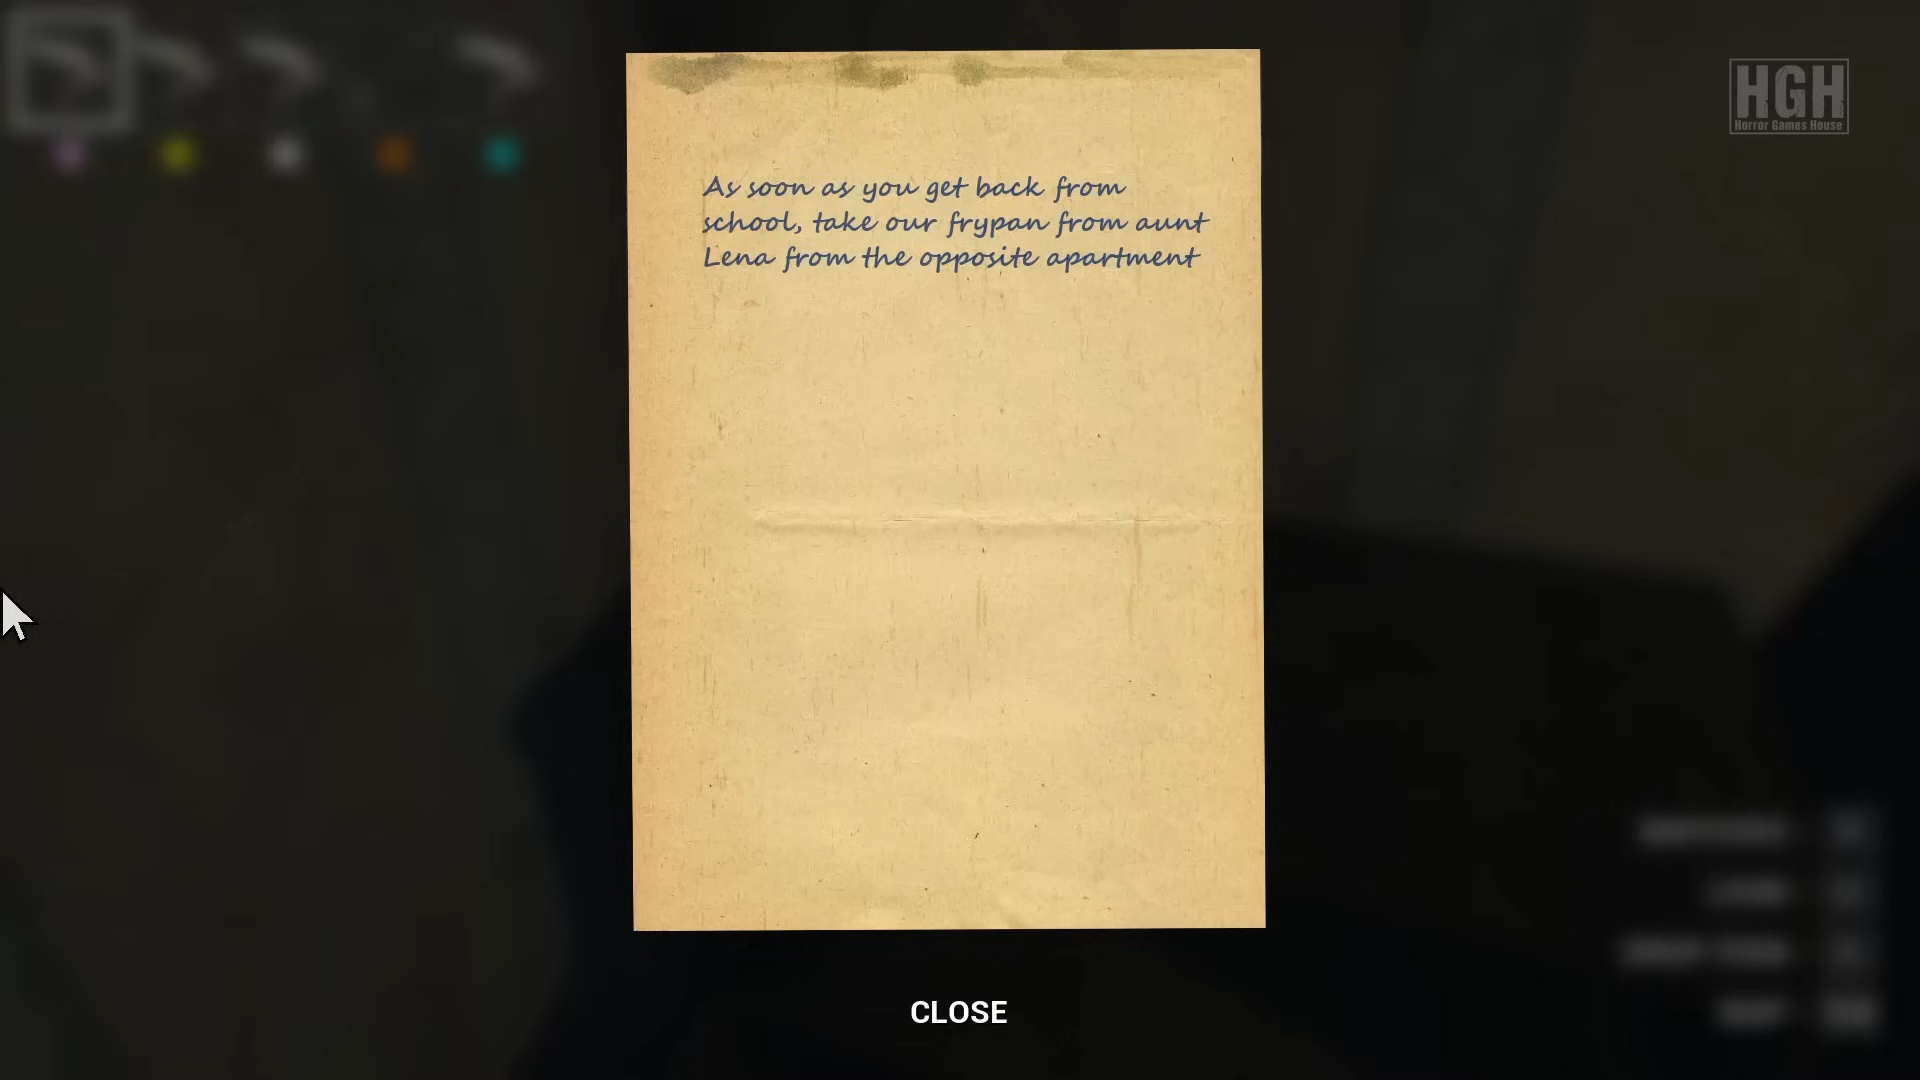 HGH
Horror Games House
As soon as you get back from
school, take our frypan from aunt
Lena from the opposite apartment
CLOSE